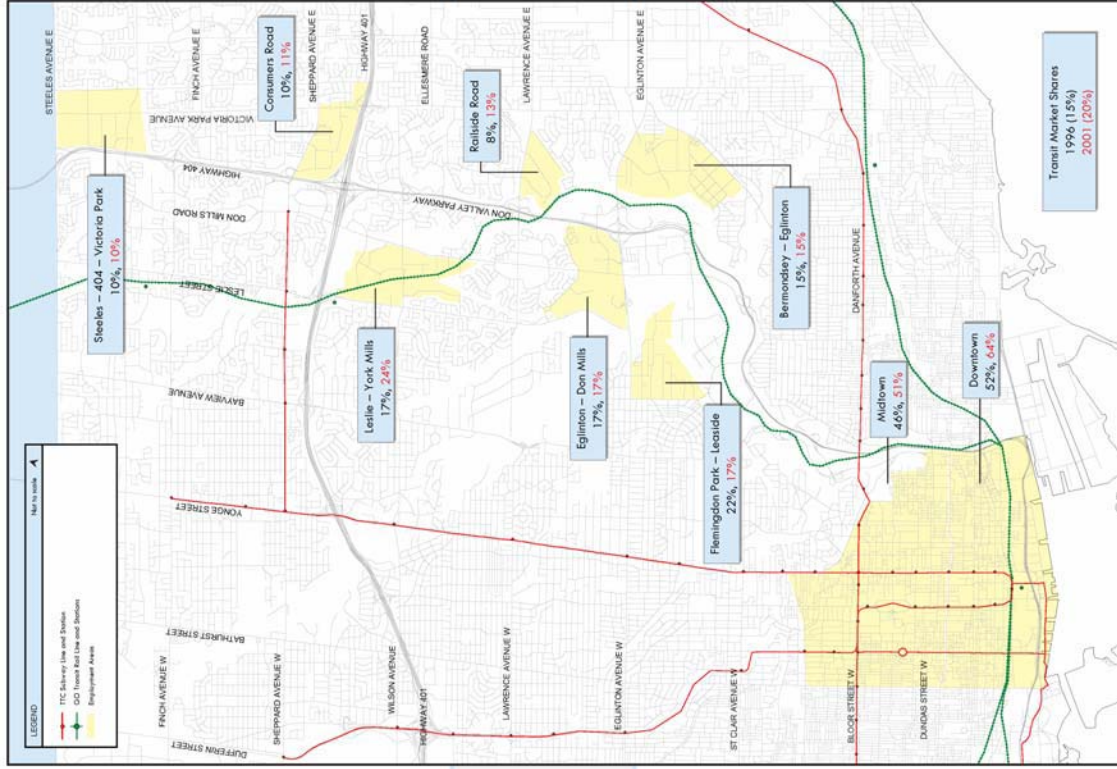 LEGEND
Not to scale
TTC Subway Line and Station
GO Transit Rail Line and Stations
Employment Areas
STEELES AVENUE E
FINCH AVENUE E
SHEPPARD AVENUE E
HIGHWAY 401
ELLESMERE ROAD
LAWRENCE AVENUE E
EGLINTON AVENUE E
VICTORIA PARK AVENUE
HIGHWAY 404
DON MILLS ROAD
DON VALLEY PARKWAY
LESLIE STREET
BAYVIEW AVENUE
YONGE STREET
BATHURST STREET
DUFFERIN STREET
FINCH AVENUE W
SHEPPARD AVENUE W
WILSON AVENUE
HIGHWAY 401
LAWRENCE AVENUE W
EGLINTON AVENUE W
ST CLAIR AVENUE W
BLOOR STREET W
DUNDAS STREET W
DANFORTH AVENUE
Steeles – 404 – Victoria Park
10%, 10%
Consumers Road
10%, 11%
Railside Road
8%, 13%
Leslie – York Mills
17%, 24%
Eglinton – Don Mills
17%, 17%
Bermondsey – Eglinton
15%, 15%
Flemingdon Park – Leaside
22%, 17%
Midtown
46%, 51%
Downtown
52%, 64%
Transit Market Shares
1996 (15%)
2001 (20%)